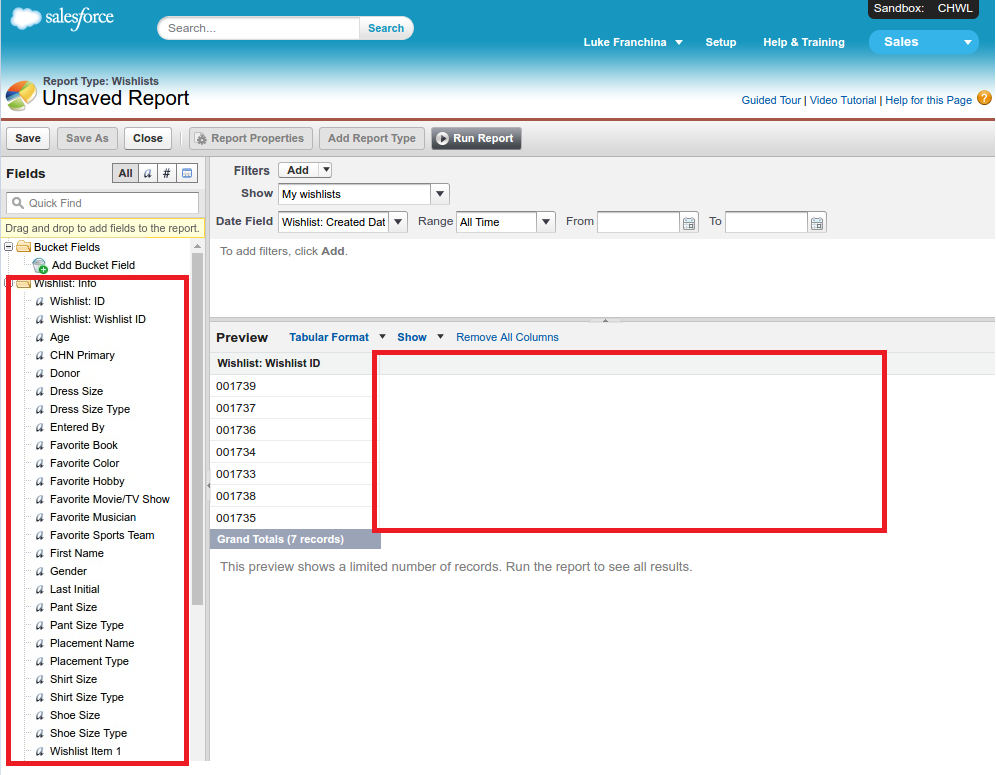 salesforce
Search...
Search
Sandbox: CHWL
Luke Franchina
Setup
Help & Training
Sales
Report Type: Wishlists
Unsaved Report
Guided Tour | Video Tutorial | Help for this Page ?
Save
Save As
Close
Report Properties
Add Report Type
Run Report
Fields
All a #
Quick Find
Drag and drop to add fields to the report.
Bucket Fields
Add Bucket Field
Wishlist: Info
a Wishlist: ID
a Wishlist: Wishlist ID
a Age
a CHN Primary
a Donor
a Dress Size
a Dress Size Type
a Entered By
a Favorite Book
a Favorite Color
a Favorite Hobby
a Favorite Movie/TV Show
a Favorite Musician
a Favorite Sports Team
a First Name
a Gender
a Last Initial
a Pant Size
a Pant Size Type
a Placement Name
a Placement Type
a Shirt Size
a Shirt Size Type
a Shoe Size
a Shoe Size Type
a Wishlist Item 1
Filters Add
Show My wishlists
Date Field Wishlist: Created Dat Range All Time From To
To add filters, click Add.
Preview Tabular Format Show Remove All Columns
Wishlist: Wishlist ID
001739
001737
001736
001734
001733
001738
001735
Grand Totals (7 records)
This preview shows a limited number of records. Run the report to see all results.